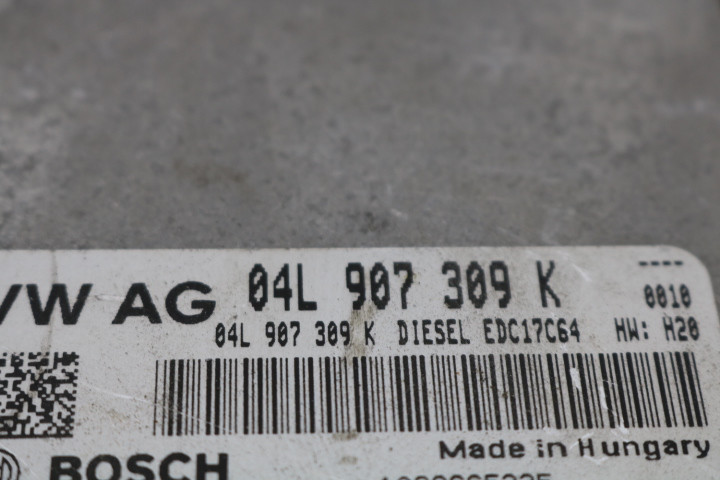 VW AG 04L 907 309 K ----
0010
04L 907 309 K DIESEL EDC17C64 HW: H20
Made in Hungary
BOSCH